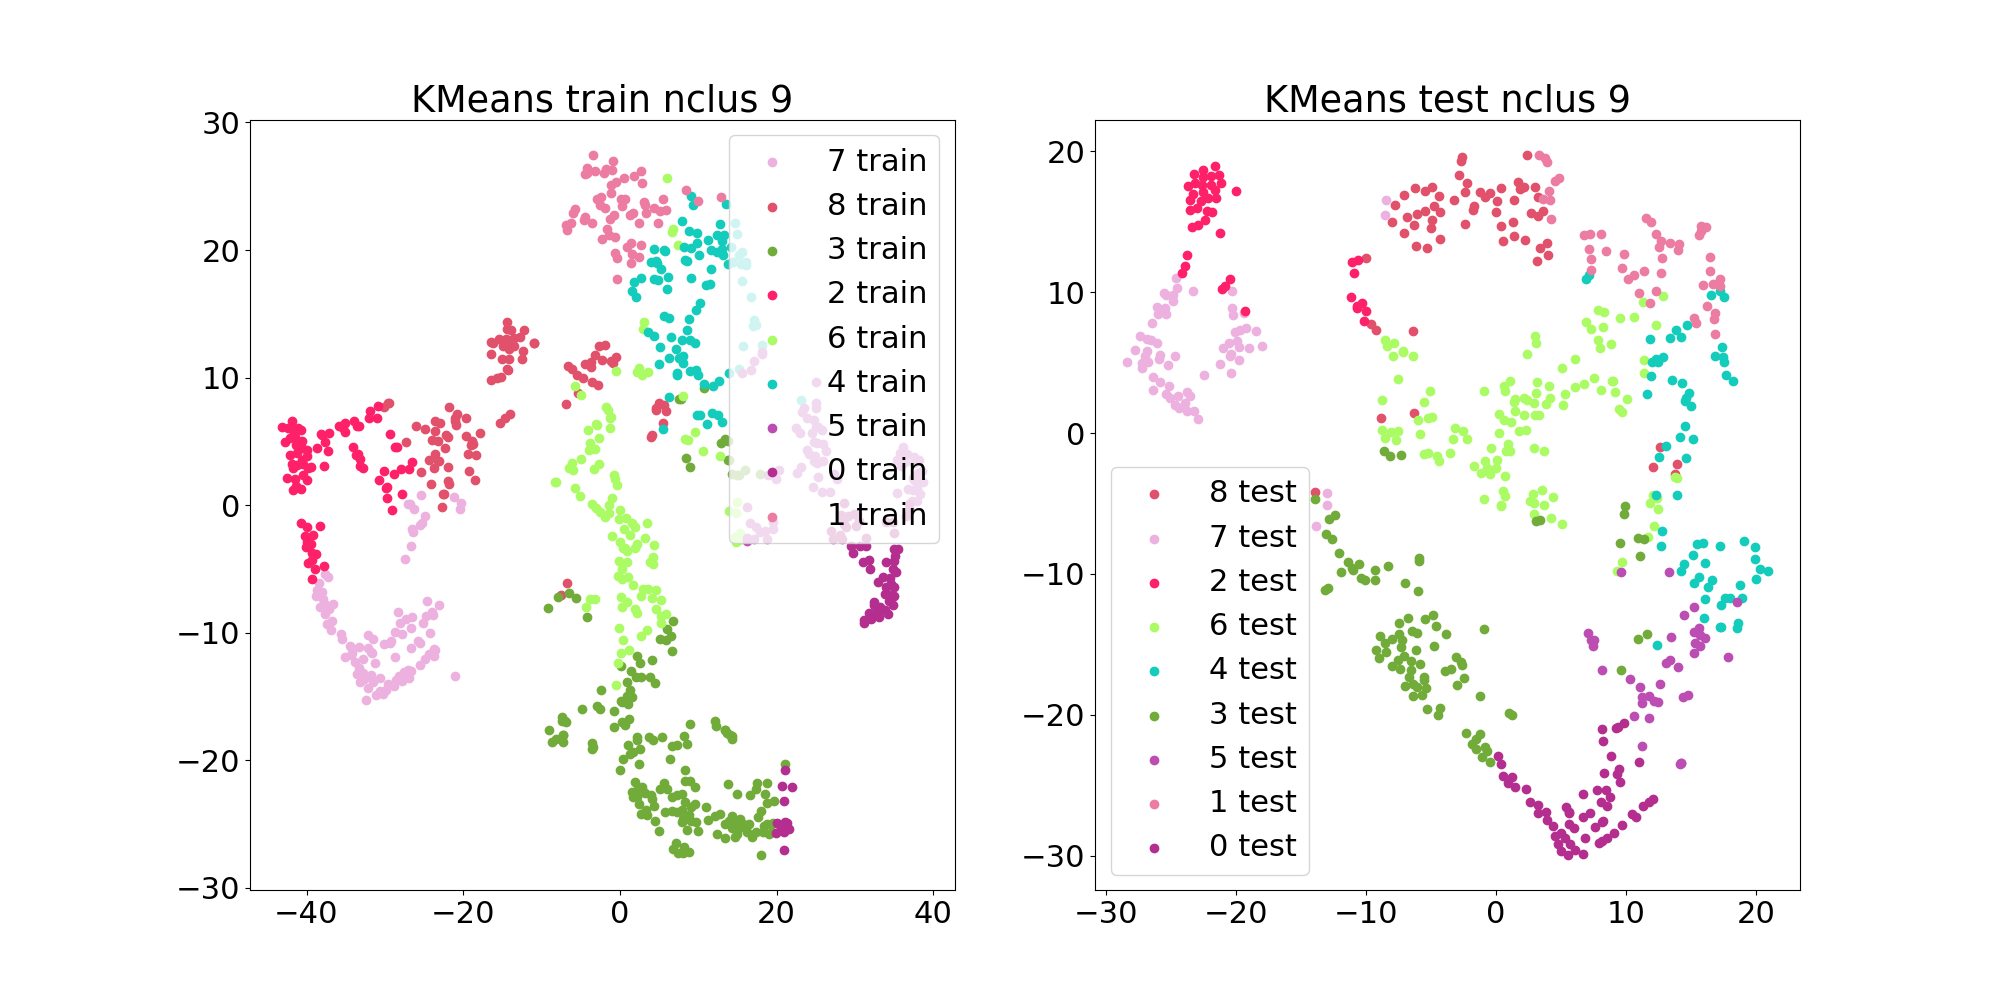 KMeans train nclus 9
30
20
10
0
−10
−20
−30
−40
−20
0
20
40
7 train
8 train
3 train
2 train
6 train
4 train
5 train
0 train
1 train
KMeans test nclus 9
20
10
0
−10
−20
−30
−30
−20
−10
0
10
20
8 test
7 test
2 test
6 test
4 test
3 test
5 test
1 test
0 test